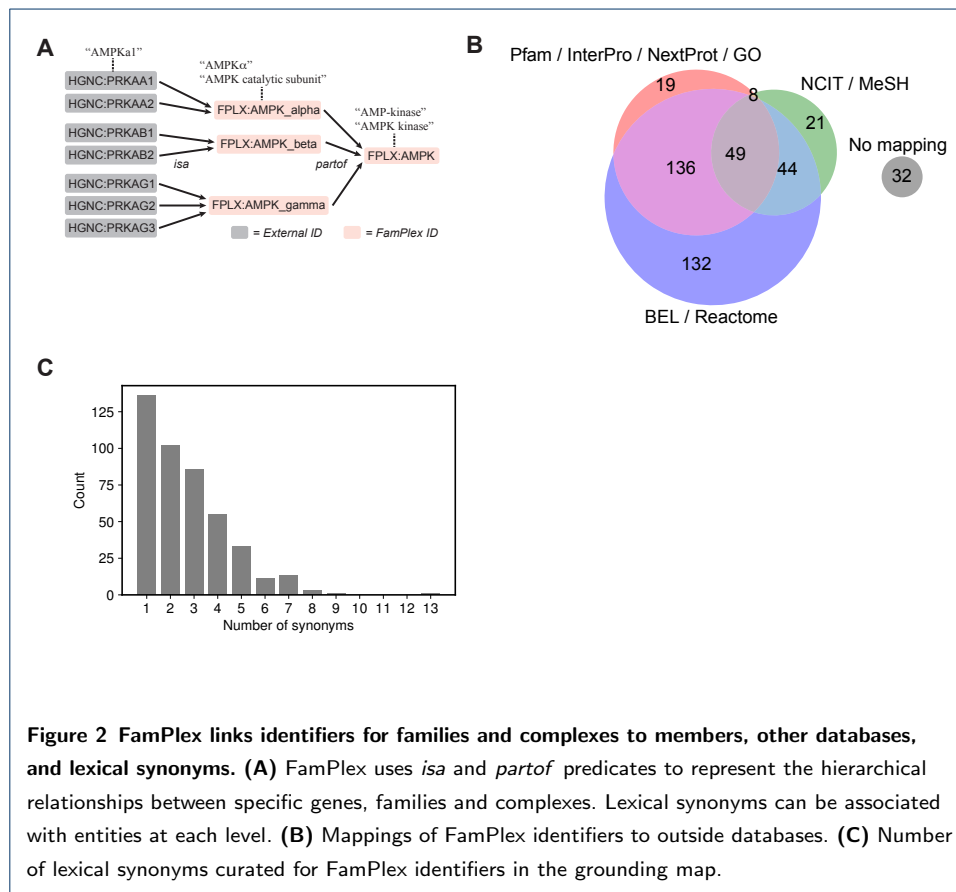 A
“AMPKa1”
HGNC:PRKAA1
HGNC:PRKAA2
HGNC:PRKAB1
HGNC:PRKAB2
HGNC:PRKAG1
HGNC:PRKAG2
HGNC:PRKAG3
isa
“AMPKα”
“AMPK catalytic subunit”
FPLX:AMPK_alpha
FPLX:AMPK_beta
FPLX:AMPK_gamma
partof
“AMP-kinase”
“AMPK kinase”
FPLX:AMPK
= External ID
= FamPlex ID
B
Pfam / InterPro / NextProt / GO
NCIT / MeSH
No mapping
19
8
21
32
136
49
44
132
BEL / Reactome
C
Count
125
100
75
50
25
0
1 2 3 4 5 6 7 8 9 10 11 12 13
Number of synonyms
Figure 2 FamPlex links identifiers for families and complexes to members, other databases,
and lexical synonyms. (A) FamPlex uses isa and partof predicates to represent the hierarchical
relationships between specific genes, families and complexes. Lexical synonyms can be associated
with entities at each level. (B) Mappings of FamPlex identifiers to outside databases. (C) Number
of lexical synonyms curated for FamPlex identifiers in the grounding map.